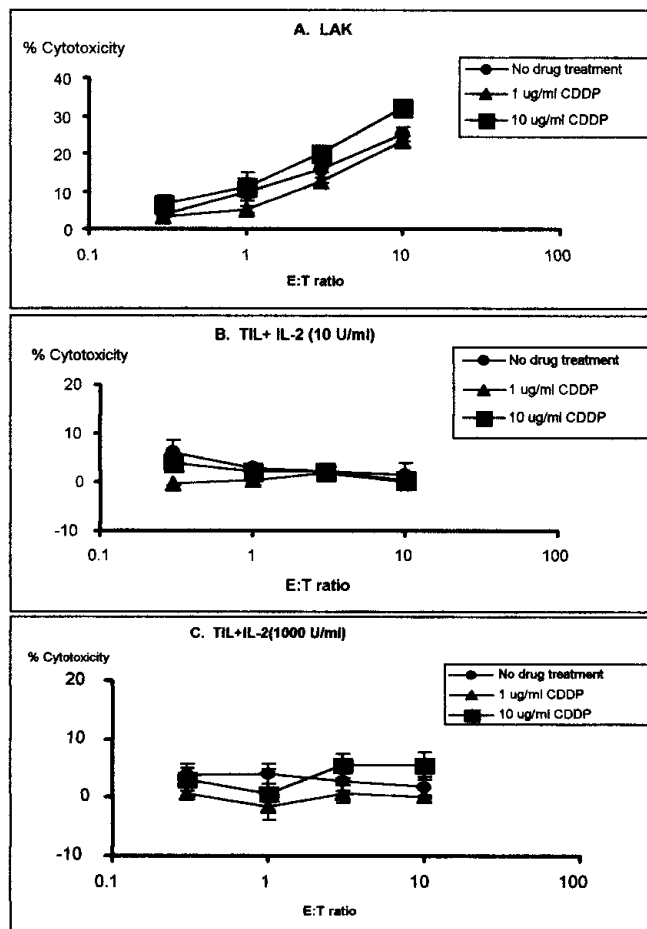 A. LAK
% Cytotoxicity
No drug treatment
1 ug/ml CDDP
10 ug/ml CDDP
40
30
20
10
0
0.1 1 10 100
E:T ratio
B. TIL+ IL-2 (10 U/ml)
% Cytotoxicity
No drug treatment
1 ug/ml CDDP
10 ug/ml CDDP
20
10
0
-10
0.1 1 10 100
E:T ratio
C. TIL+IL-2(1000 U/ml)
% Cytotoxicity
No drug treatment
1 ug/ml CDDP
10 ug/ml CDDP
20
10
0
-10
0.1 1 10 100
E:T ratio